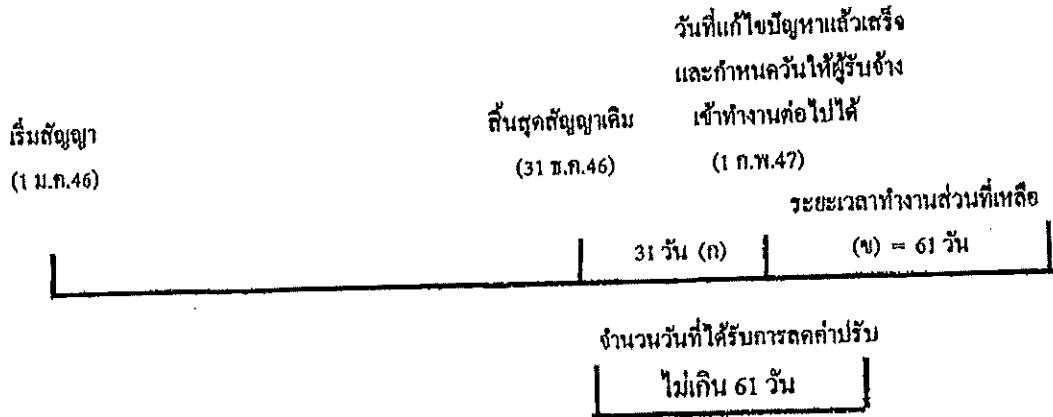 วันที่แก้ไขปัญหาแล้วเสร็จ
และกำหนดวันให้ผู้รับจ้าง
เข้าทำงานต่อไปได้
(1 ก.พ.47)
เริ่มสัญญา
(1 ม.ค.46)
สิ้นสุดสัญญาเดิม
(31 ธ.ค.46)
ระยะเวลาทำงานส่วนที่เหลือ
31 วัน (ก)
(ข) = 61 วัน
จำนวนวันที่ได้รับการลดค่าปรับ
ไม่เกิน 61 วัน